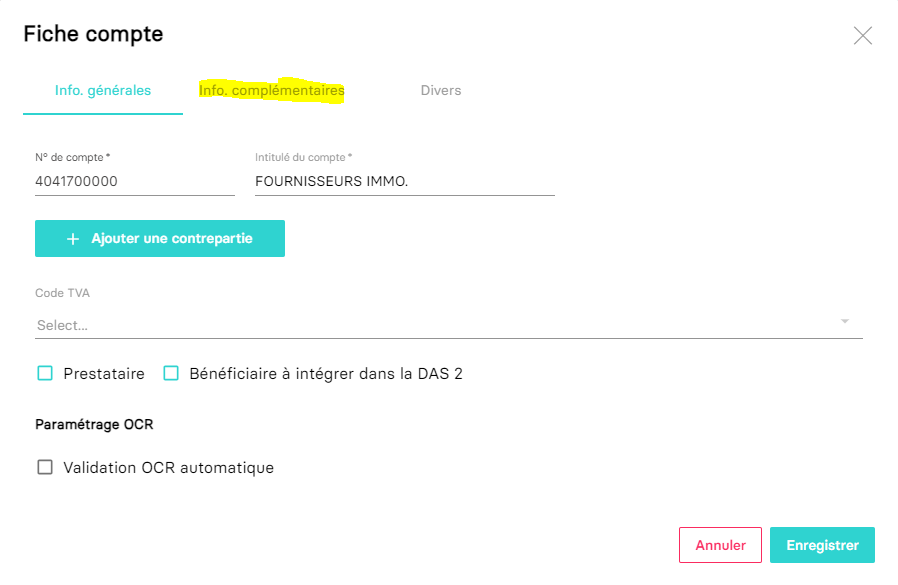 Fiche compte
Info. générales
Info. complémentaires
Divers
N° de compte *
Intitulé du compte *
4041700000
FOURNISSEURS IMMO.
+ Ajouter une contrepartie
Code TVA
Select...
Prestataire
Bénéficiaire à intégrer dans la DAS 2
Paramétrage OCR
Validation OCR automatique
Annuler
Enregistrer